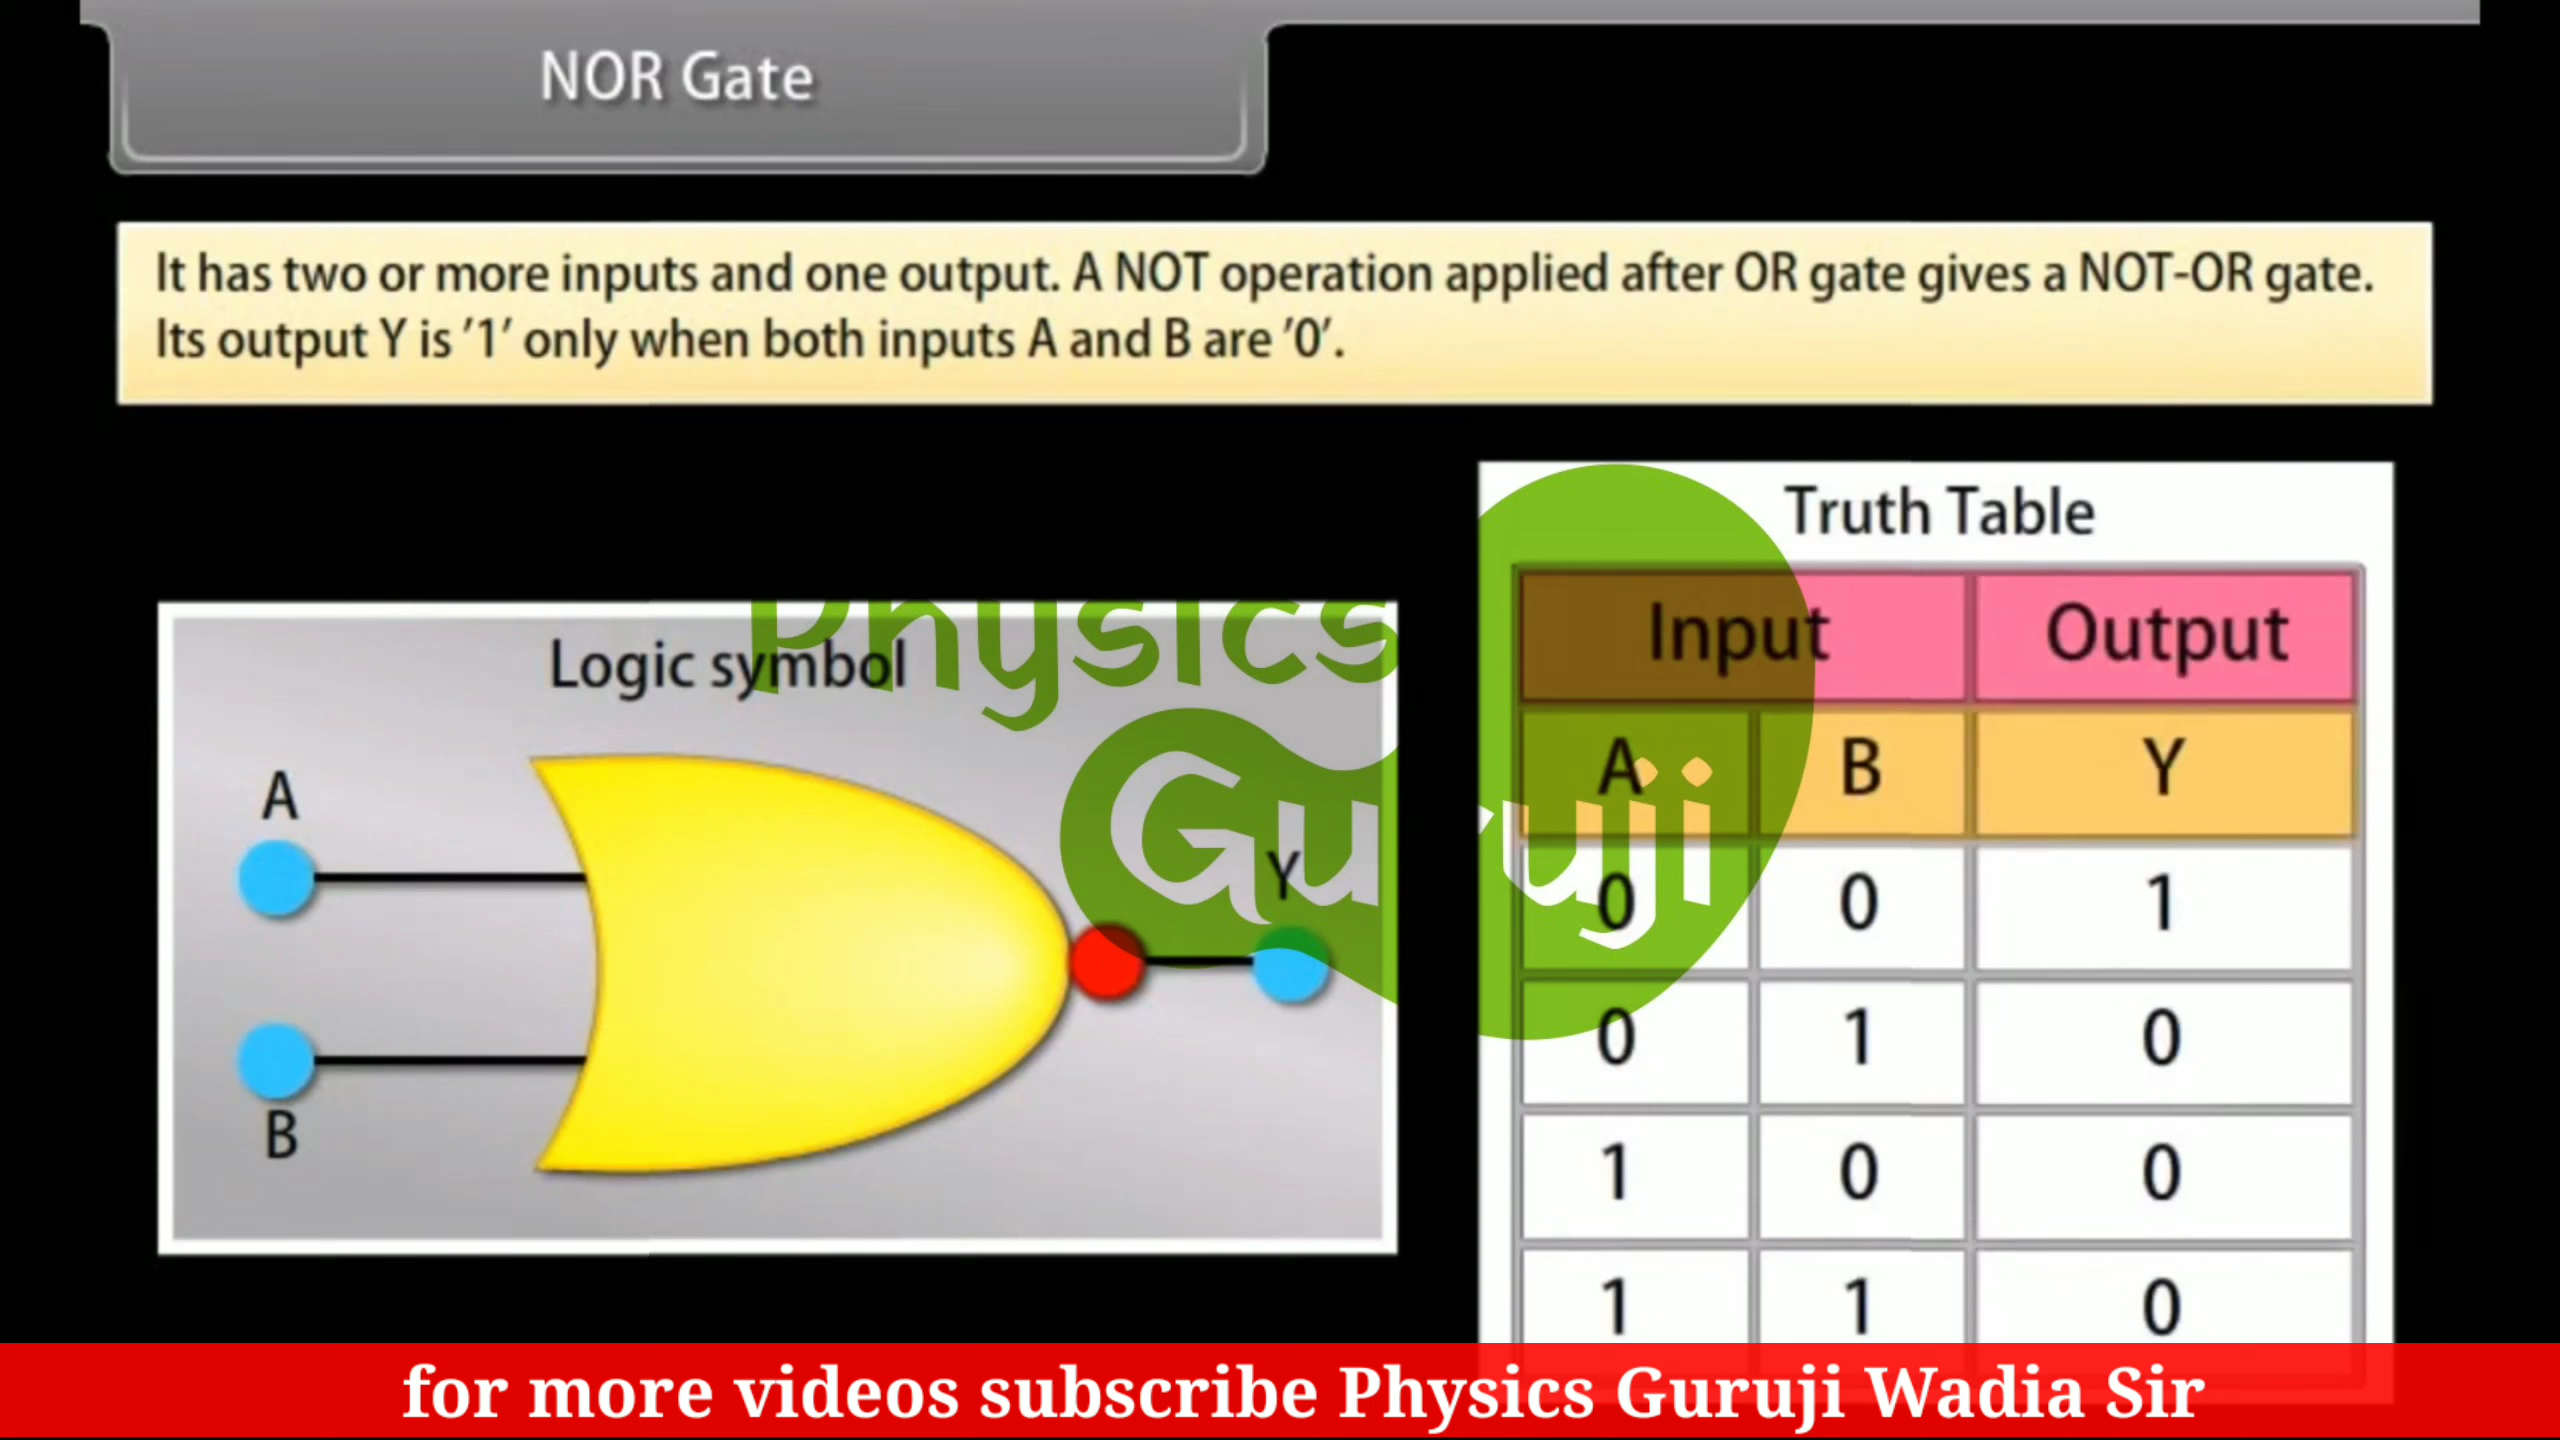 NOR Gate
It has two or more inputs and one output. A NOT operation applied after OR gate gives a NOT-OR gate.
Its output Y is '1' only when both inputs A and B are '0'.
Logic symbol
A
B
Y
Physics
Guruji
Truth Table
Input Output
A B Y
0 0 1
0 1 0
1 0 0
1 1 0
for more videos subscribe Physics Guruji Wadia Sir